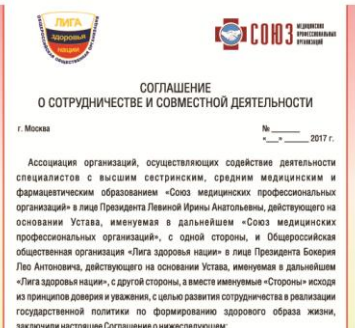 ЛИГА
здоровья
нации
ОБЩЕРОССИЙСКАЯ ОБЩЕСТВЕННАЯ ОРГАНИЗАЦИЯ
СОЮЗ МЕДИЦИНСКИХ
ПРОФЕССИОНАЛЬНЫХ
ОРГАНИЗАЦИЙ
СОГЛАШЕНИЕ
О СОТРУДНИЧЕСТВЕ И СОВМЕСТНОЙ ДЕЯТЕЛЬНОСТИ
г. Москва № ______
«___» ______ 2017 г.
Ассоциация организаций, осуществляющих содействие деятельности
специалистов с высшим сестринским, средним медицинским и
фармацевтическим образованием «Союз медицинских профессиональных
организаций» в лице Президента Левиной Ирины Анатольевны, действующего на
основании Устава, именуемая в дальнейшем «Союз медицинских
профессиональных организаций», с одной стороны, и Общероссийская
общественная организация «Лига здоровья нации» в лице Президента Бокерия
Лео Антоновича, действующего на основании Устава, именуемая в дальнейшем
«Лига здоровья нации», с другой стороны, а вместе именуемые «Стороны» исходя
из принципов доверия и уважения, с целью развития сотрудничества в реализации
государственной политики по формированию здорового образа жизни,
заключили настоящее Соглашение о нижеследующем: